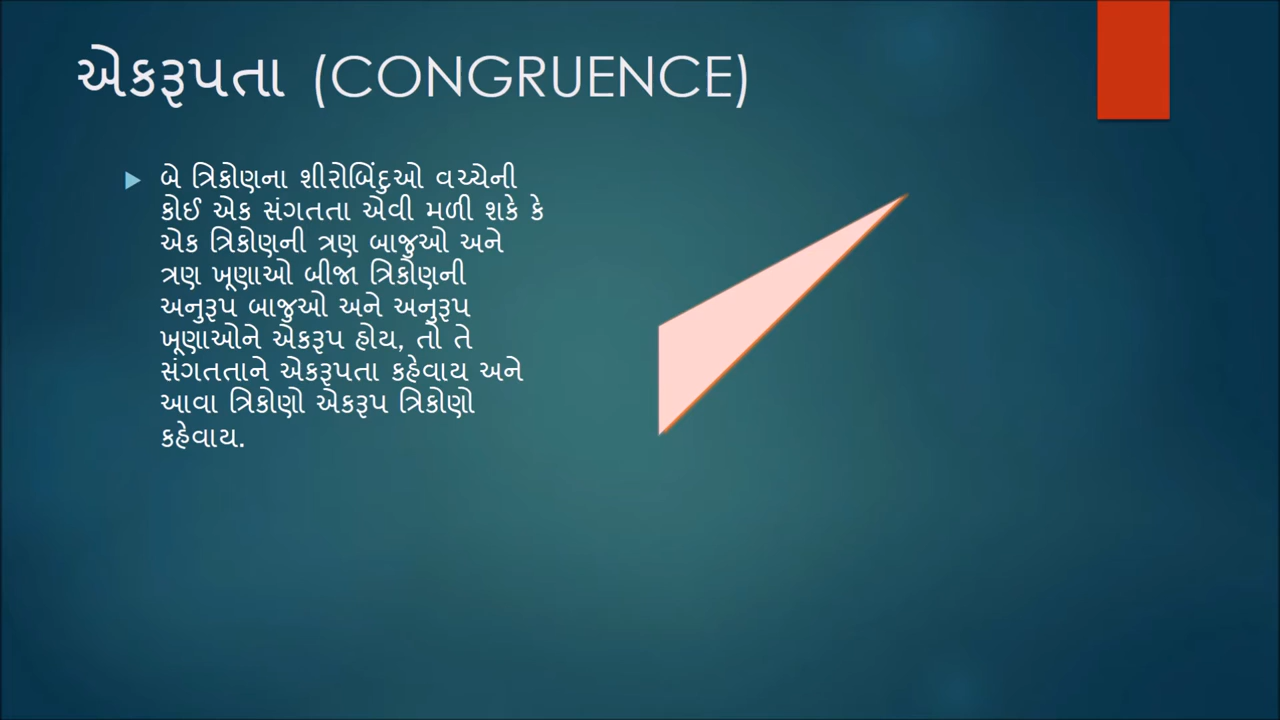 એકરૂપતા (CONGRUENCE)
બે ત્રિકોણના શીરોબિંદુઓ વચ્ચેની
કોઈ એક સંગતતા એવી મળી શકે કે
એક ત્રિકોણની ત્રણ બાજુઓ અને
ત્રણ ખૂણાઓ બીજા ત્રિકોણની
અનુરૂપ બાજુઓ અને અનુરૂપ
ખૂણાઓને એકરૂપ હોય, તો તે
સંગતતાને એકરૂપતા કહેવાય અને
આવા ત્રિકોણો એકરૂપ ત્રિકોણો
કહેવાય.